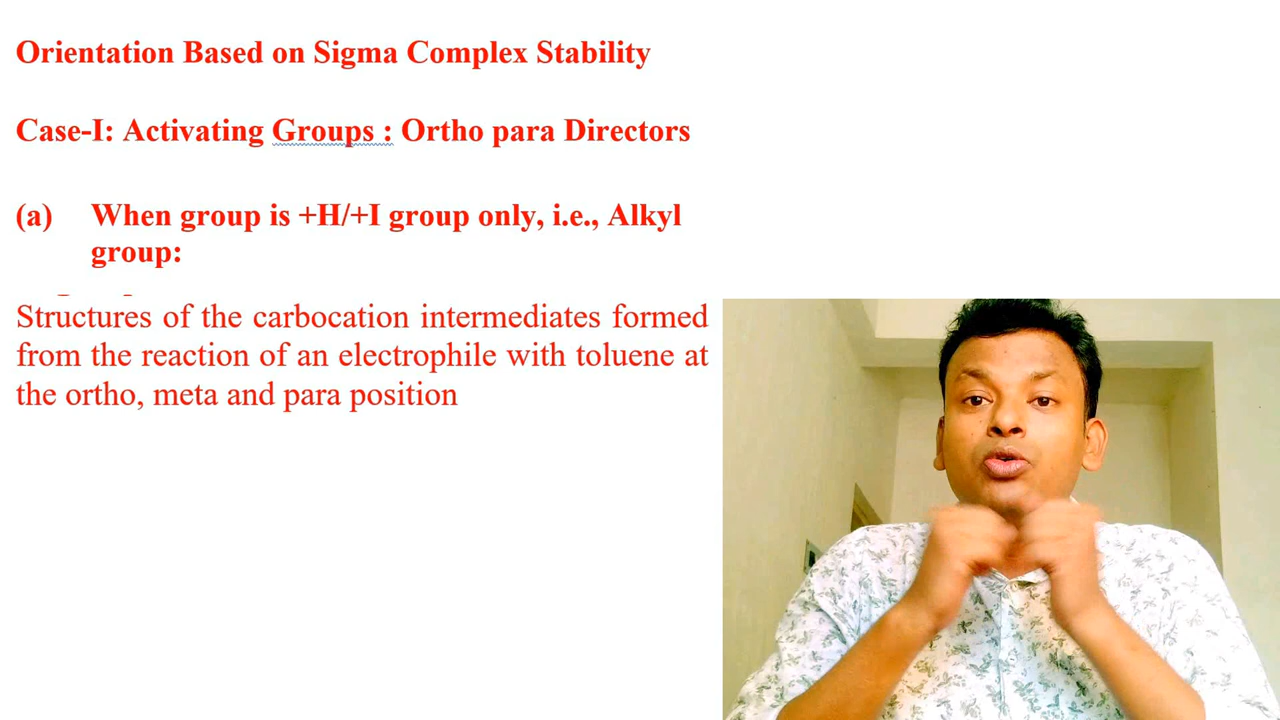 Orientation Based on Sigma Complex Stability
Case-I: Activating Groups : Ortho para Directors
(a) When group is +H/+I group only, i.e., Alkyl
group:
Structures of the carbocation intermediates formed
from the reaction of an electrophile with toluene at
the ortho, meta and para position